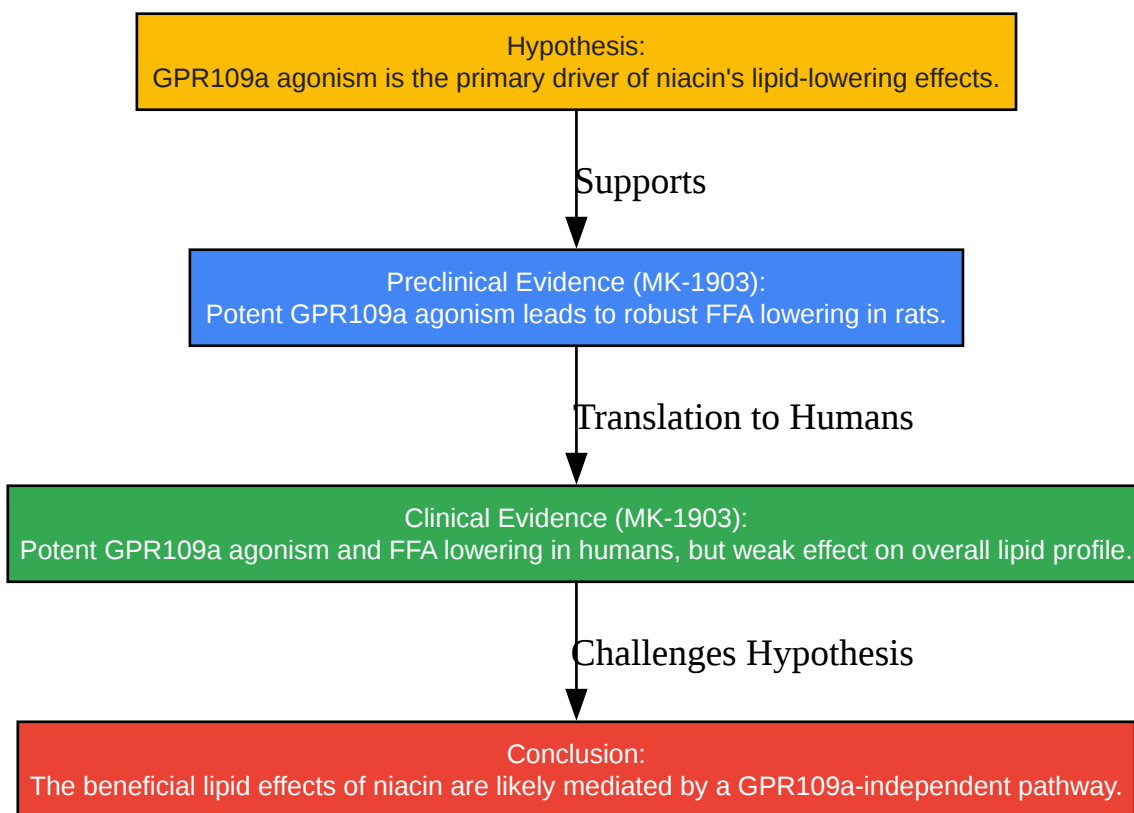 Hypothesis:
GPR109a agonism is the primary driver of niacin's lipid-lowering effects.
Supports
Preclinical Evidence (MK-1903):
Potent GPR109a agonism leads to robust FFA lowering in rats.
Translation to Humans
Clinical Evidence (MK-1903):
Potent GPR109a agonism and FFA lowering in humans, but weak effect on overall lipid profile.
Challenges Hypothesis
Conclusion:
The beneficial lipid effects of niacin are likely mediated by a GPR109a-independent pathway.